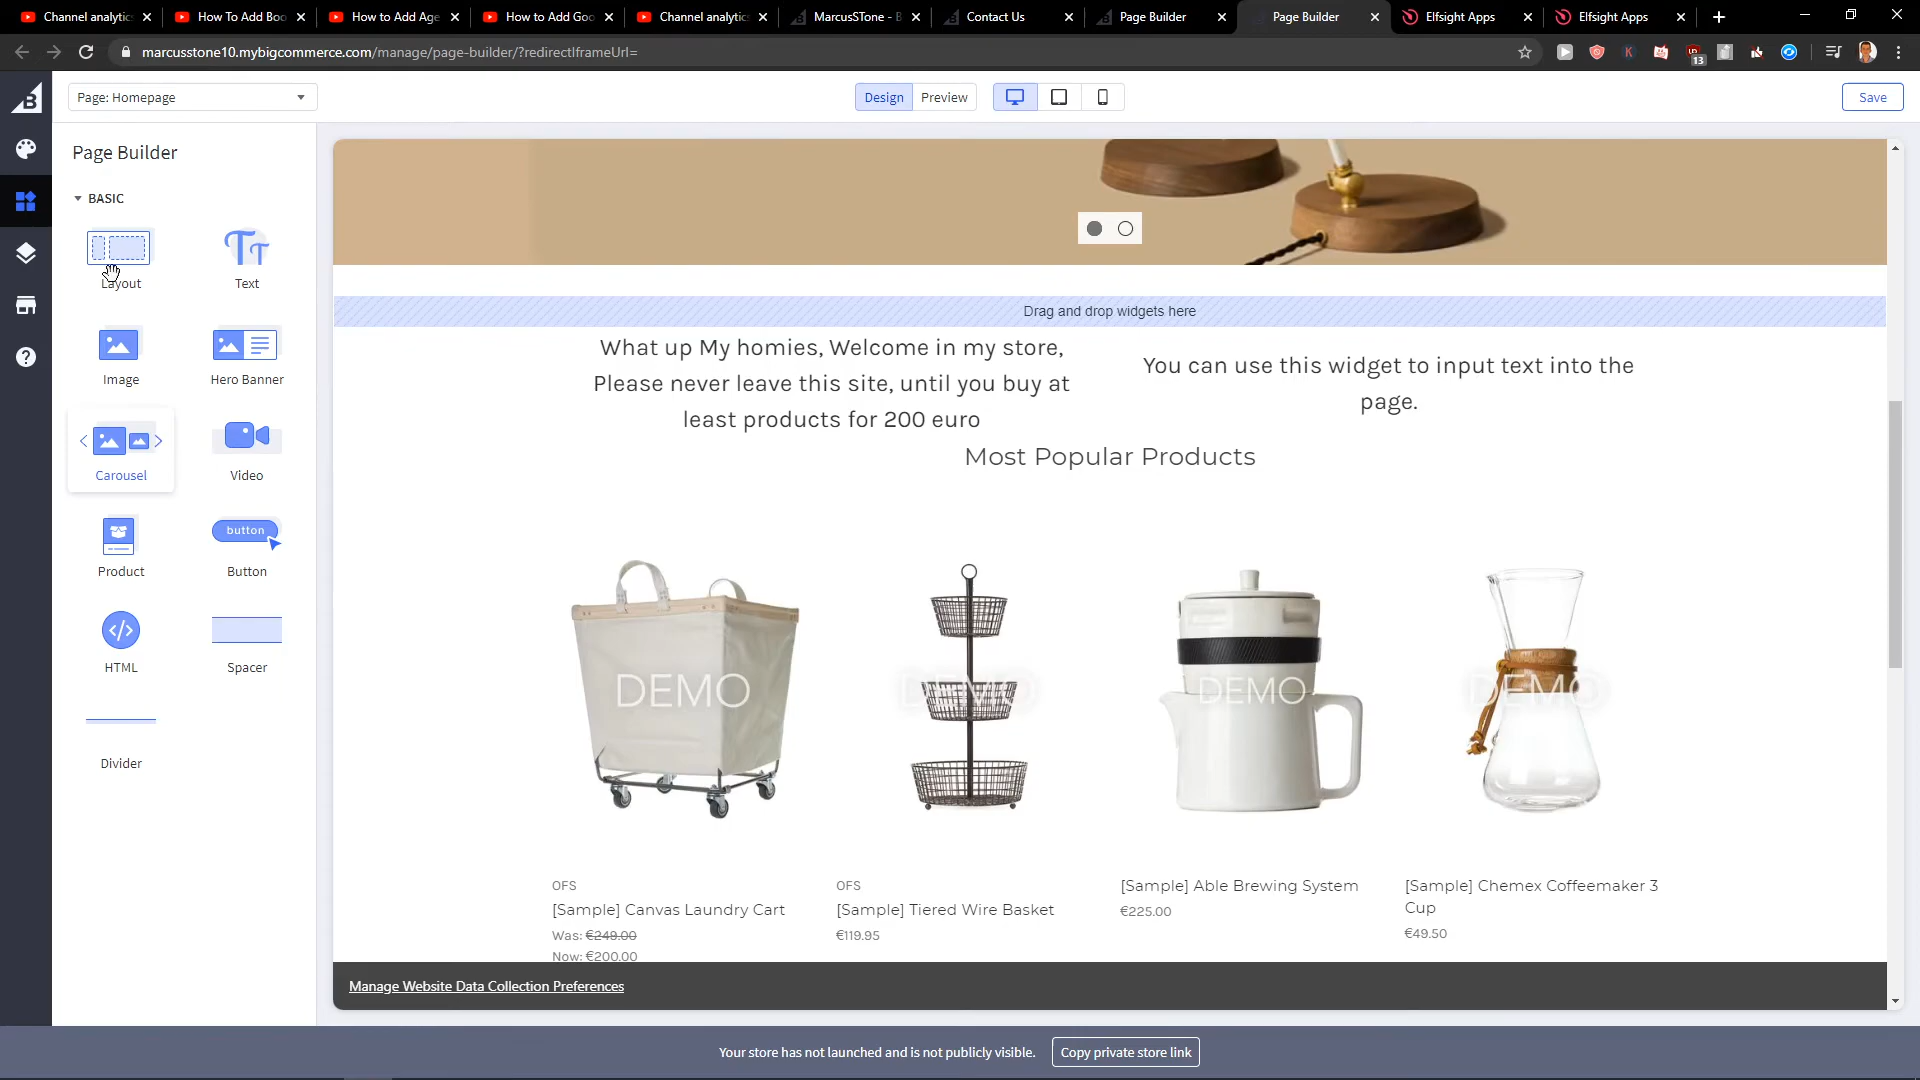 Channel analytic
How To Add Boo
How to Add Age
How to Add Goo
Channel analytic
MarcusSTone - B
Contact Us
Page Builder
Page Builder
Elfsight Apps
Elfsight Apps
marcusstone10.mybigcommerce.com/manage/page-builder/?redirectIframeUrl=
13
Page: Homepage
Design
Preview
Save
Page Builder
BASIC
Layout
Text
Image
Hero Banner
Carousel
Video
Product
button
Button
HTML
Spacer
Divider
Drag and drop widgets here
What up My homies, Welcome in my store,
Please never leave this site, until you buy at
least products for 200 euro
You can use this widget to input text into the
page.
Most Popular Products
DEMO
DEMO
DEMO
DEMO
OFS
[Sample] Canvas Laundry Cart
Was: €249.00
Now: €200.00
OFS
[Sample] Tiered Wire Basket
€119.95
[Sample] Able Brewing System
€225.00
[Sample] Chemex Coffeemaker 3
Cup
€49.50
Manage Website Data Collection Preferences
Your store has not launched and is not publicly visible.
Copy private store link